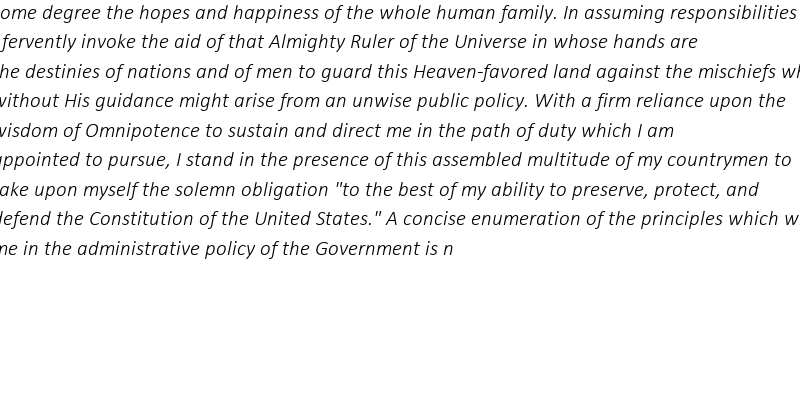 ome degree the hopes and happiness of the whole human family. In assuming responsibilities
fervently invoke the aid of that Almighty Ruler of the Universe in whose hands are
he destinies of nations and of men to guard this Heaven-favored land against the mischiefs wh
without His guidance might arise from an unwise public policy. With a firm reliance upon the
wisdom of Omnipotence to sustain and direct me in the path of duty which I am
appointed to pursue, I stand in the presence of this assembled multitude of my countrymen to
ake upon myself the solemn obligation "to the best of my ability to preserve, protect, and
defend the Constitution of the United States." A concise enumeration of the principles which w
me in the administrative policy of the Government is n